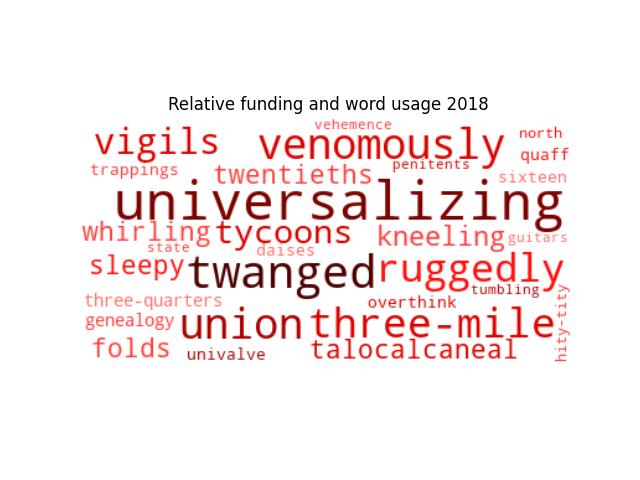 Relative funding and word usage 2018
vehemence
vigils venomously north
quaff
trappings twentieths penitents sixteen
universalizing
whirling tycoons kneeling guitars
state daises
sleepy twanged ruggedly
tumbling
three-quarters overthink
genealogy union three-mile hity-tity
folds univalve talocalcaneal